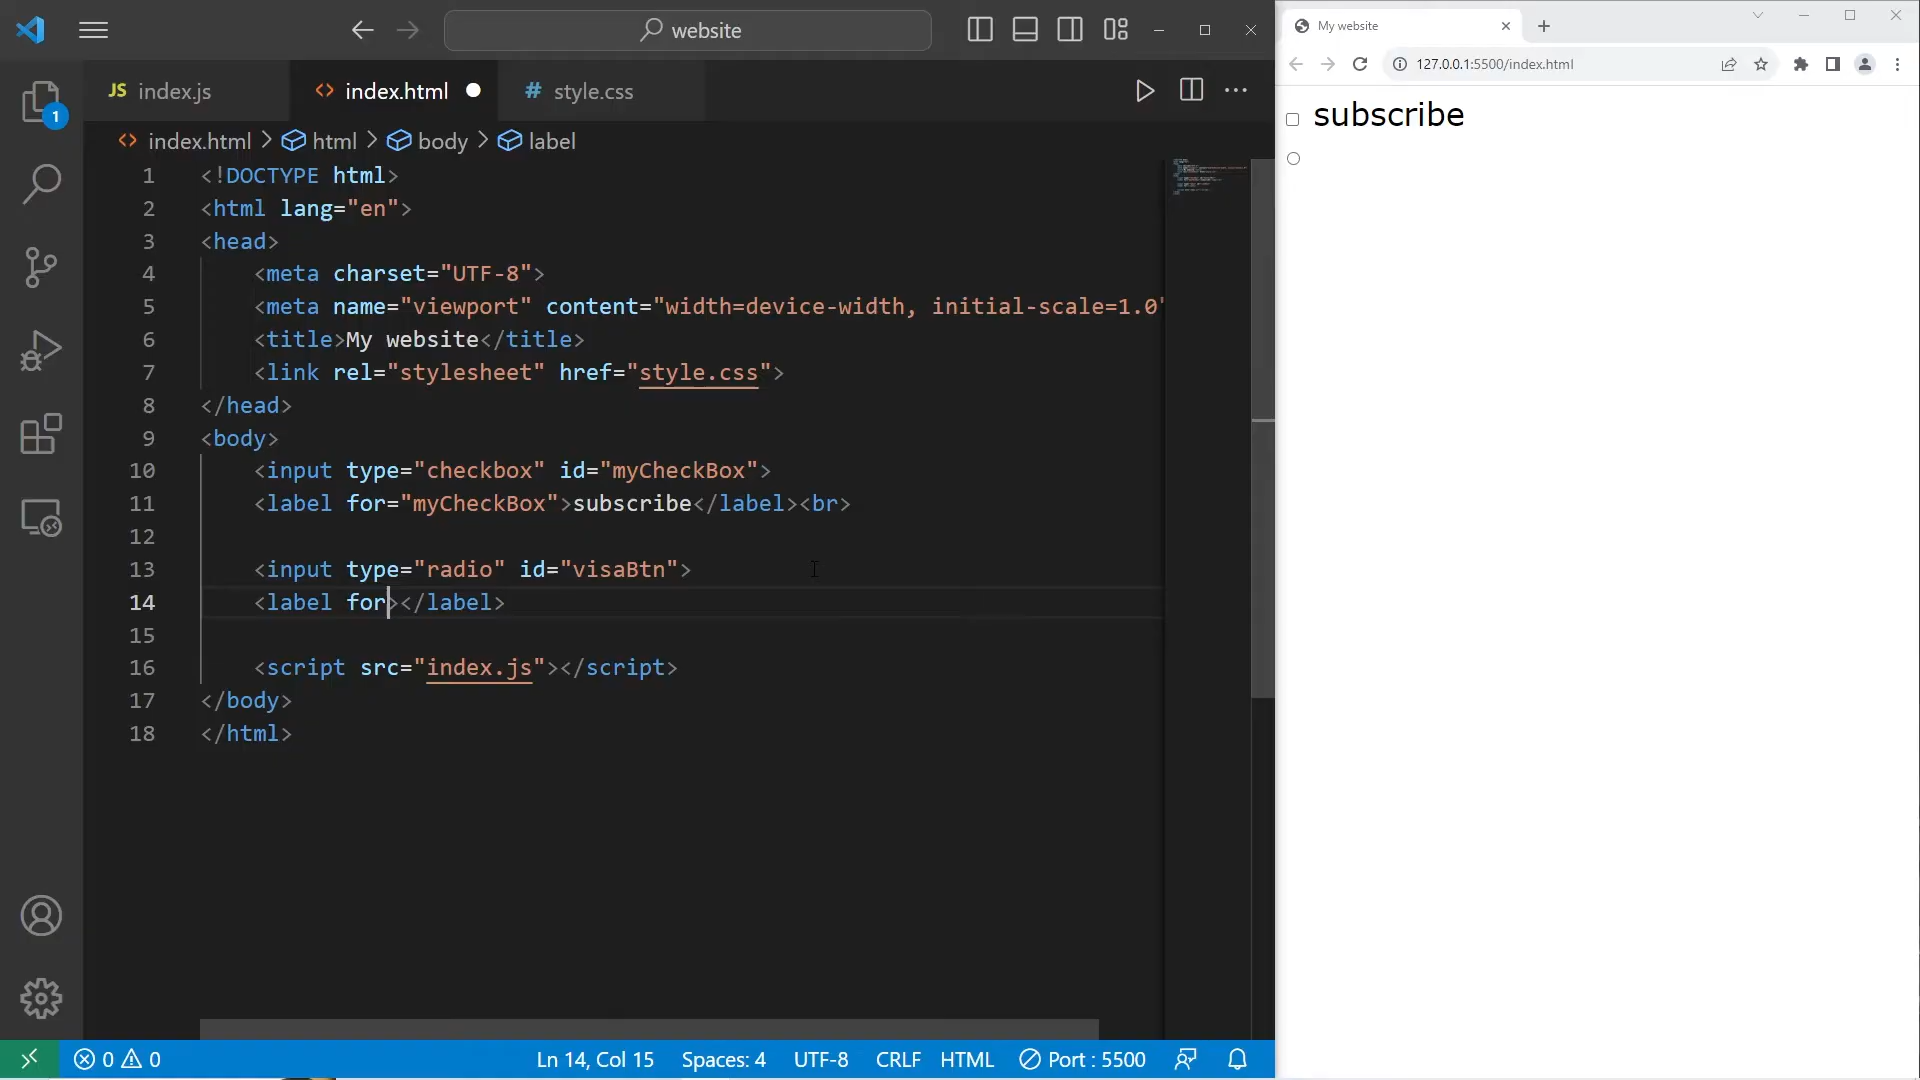 website
JS index.js
<> index.html
# style.css
<> index.html > html > body > label
1 <!DOCTYPE html>
2 <html lang="en">
3 <head>
4 <meta charset="UTF-8">
5 <meta name="viewport" content="width=device-width, initial-scale=1.0"
6 <title>My website</title>
7 <link rel="stylesheet" href="style.css">
8 </head>
9 <body>
10 <input type="checkbox" id="myCheckBox">
11 <label for="myCheckBox">subscribe</label><br>
12
13 <input type="radio" id="visaBtn">
14 <label for></label>
15
16 <script src="index.js"></script>
17 </body>
18 </html>
1
0 0
Ln 14, Col 15
Spaces: 4
UTF-8
CRLF
HTML
Port : 5500
My website
127.0.0.1:5500/index.html
subscribe